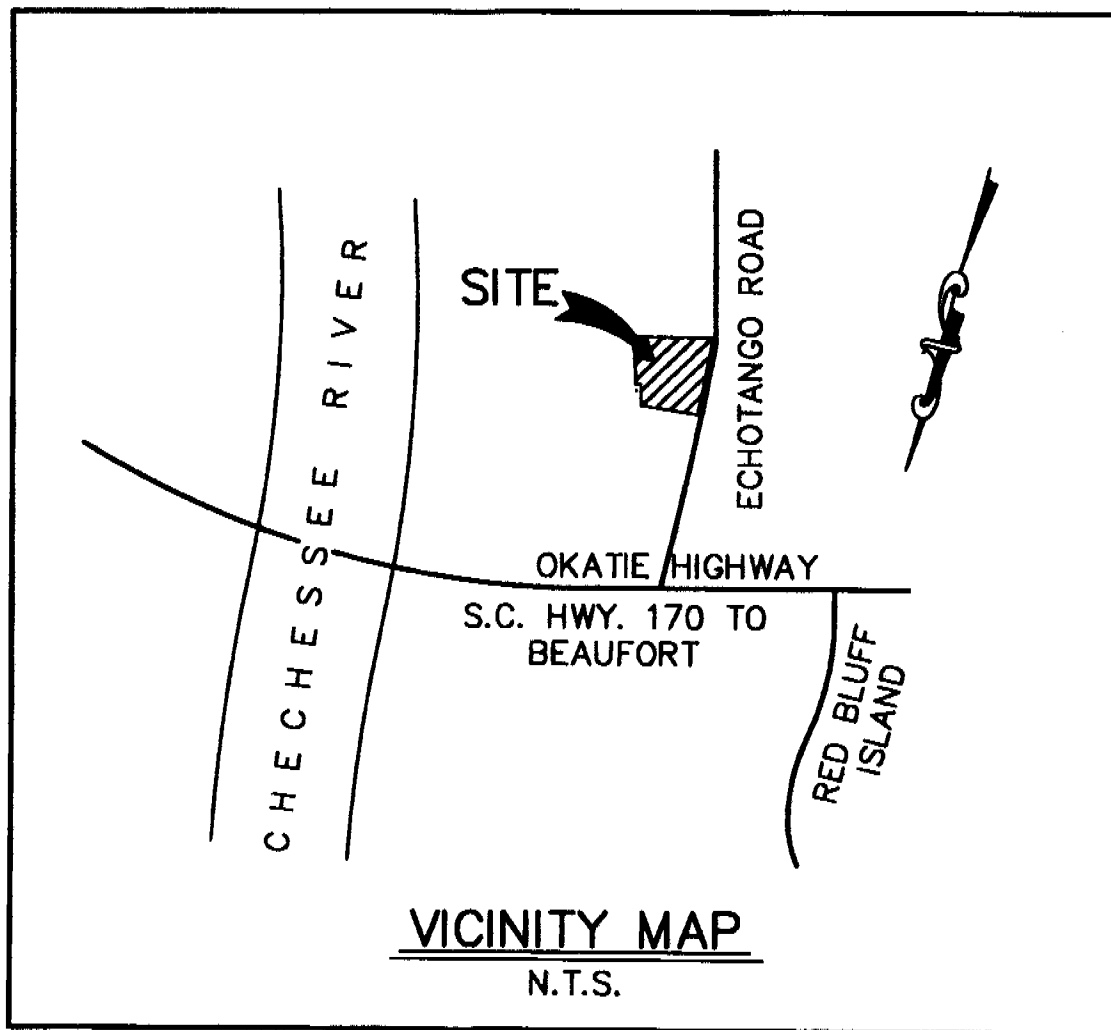 CHECHESSEE RIVER
SITE
ECHOTANGO ROAD
OKATIE HIGHWAY
S.C. HWY. 170 TO
BEAUFORT
RED BLUFF
ISLAND
VICINITY MAP
N.T.S.